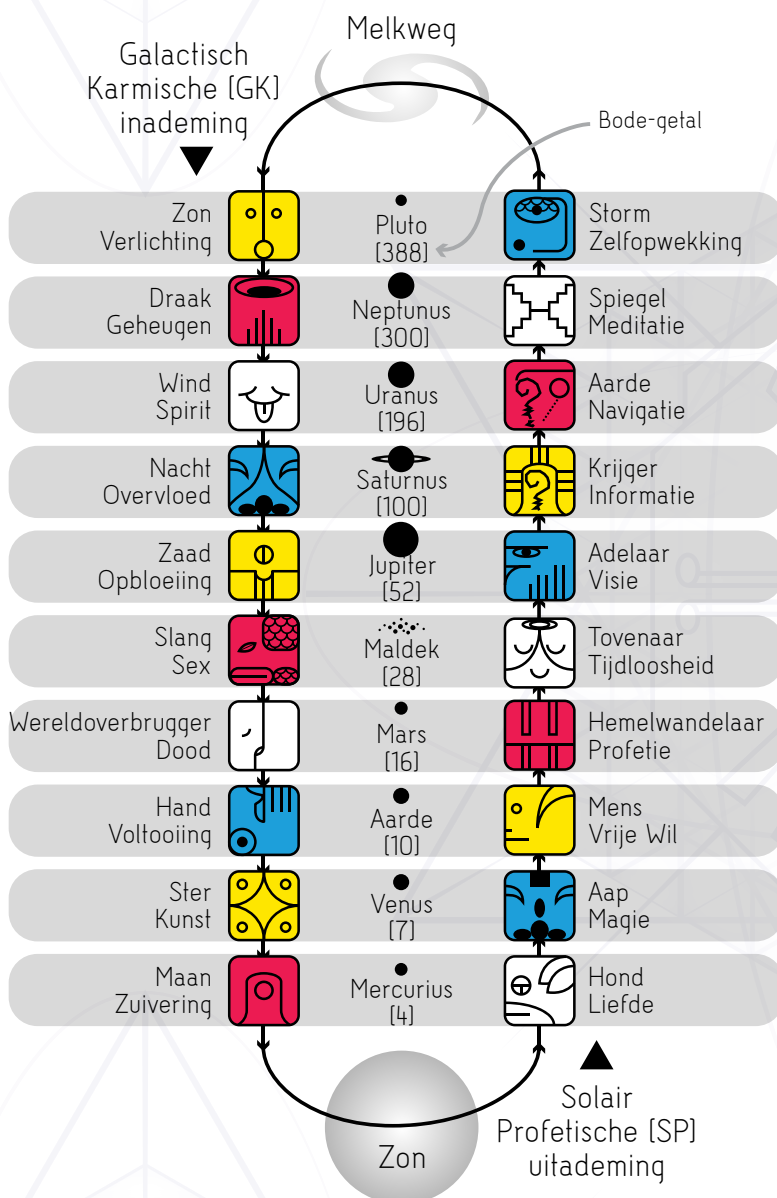 Melkweg
Galactisch
Karmische [GK]
inademing
Bode-getal
Zon
Verlichting
Pluto
[388]
Storm
Zelfopwekking
Draak
Geheugen
Neptunus
[300]
Spiegel
Meditatie
Wind
Spirit
Uranus
[196]
Aarde
Navigatie
Nacht
Overvloed
Saturnus
[100]
Krijger
Informatie
Zaad
Opbloeiing
Jupiter
[52]
Adelaar
Visie
Slang
Sex
Maldek
[28]
Tovenaar
Tijdloosheid
Wereldoverbrugger
Dood
Mars
[16]
Hemelwandelaar
Profetie
Hand
Voltooiing
Aarde
[10]
Mens
Vrije Wil
Ster
Kunst
Venus
[7]
Aap
Magie
Maan
Zuivering
Mercurius
[4]
Hond
Liefde
Zon
Solair
Profetische [SP]
uitademing